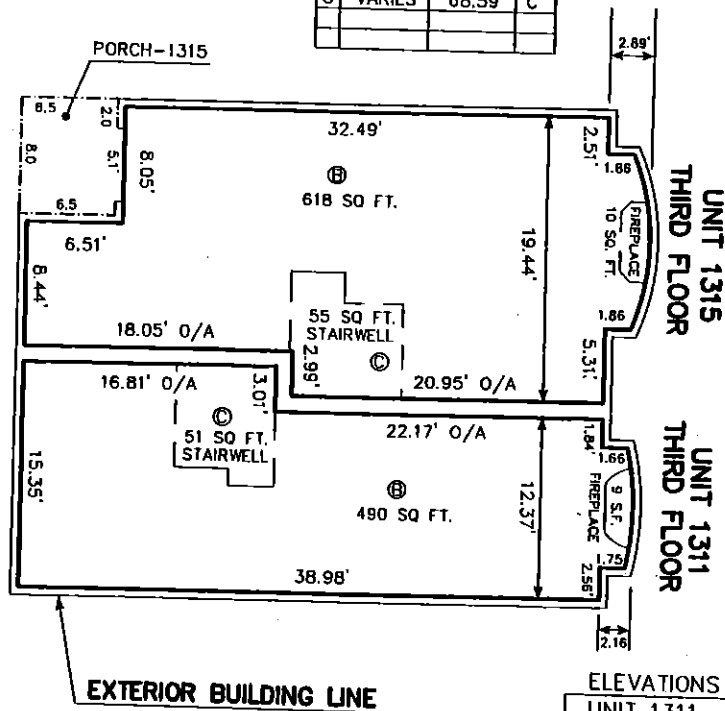 C VARIES 68.59 C
PORCH-1315
2.89'
8.5
2.0
8.0
5.1'
8.05'
6.5
6.51'
8.44'
32.49'
B
618 SQ FT.
19.44'
2.51'
1.66
FIREPLACE
10 SQ. FT.
1.86
5.31'
UNIT 1315
THIRD FLOOR
55 SQ FT.
STAIRWELL
C
2.99'
18.05' O/A
20.95' O/A
16.81' O/A
3.01'
22.17' O/A
C
51 SQ FT.
STAIRWELL
15.35'
B
490 SQ FT.
12.37'
38.98'
1.84'
1.66
FIREPLACE
9 S.F.
.75
2.56'
2.16
UNIT 1311
THIRD FLOOR
EXTERIOR BUILDING LINE
ELEVATIONS